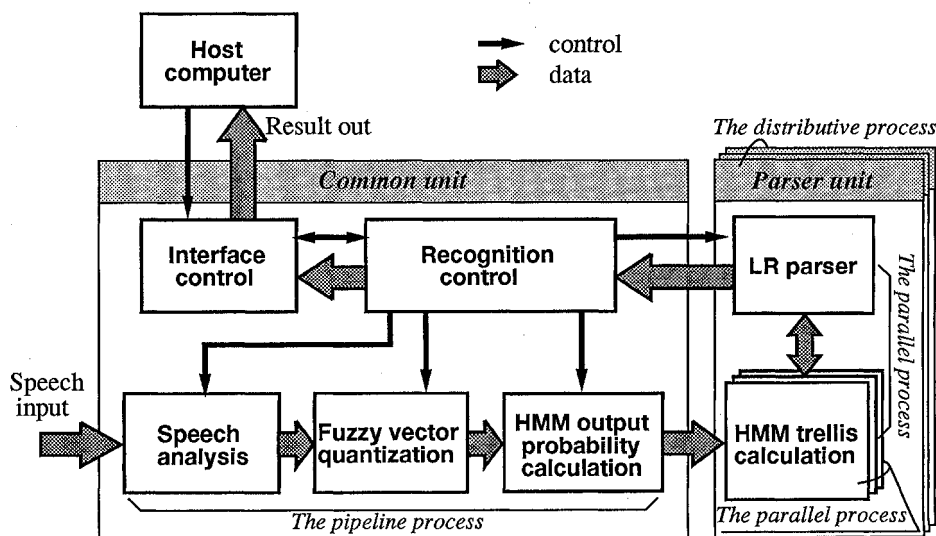 Host
computer
control
data
Result out
The distributive process
Common unit
Parser unit
Interface
control
Recognition
control
LR parser
The parallel process
Speech
input
Speech
analysis
Fuzzy vector
quantization
HMM output
probability
calculation
HMM trellis
calculation
The pipeline process
The parallel process